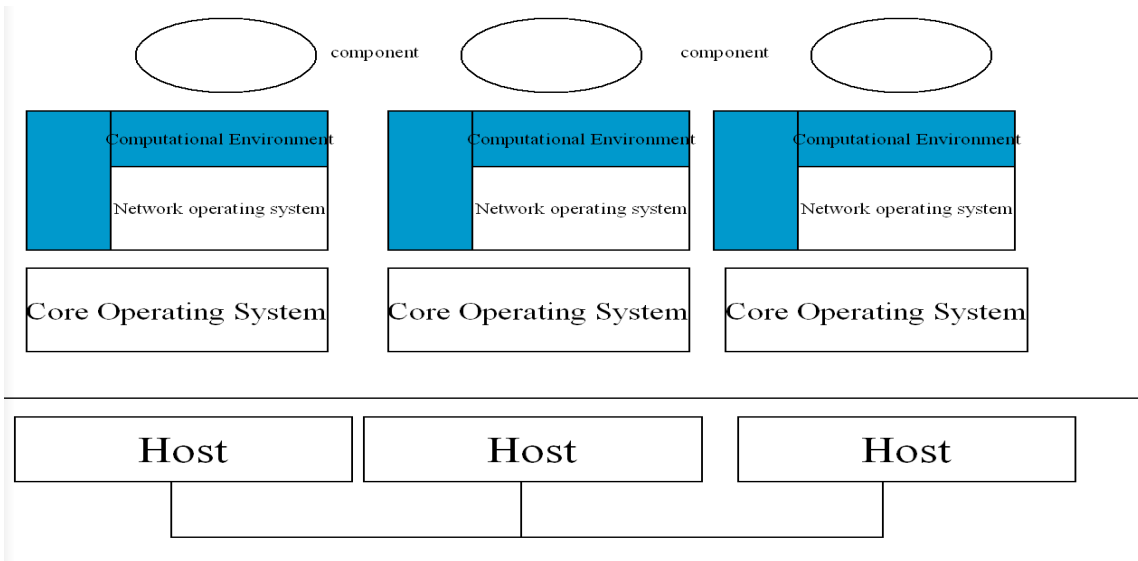 component
component
Computational Environment
Computational Environment
Computational Environment
Network operating system
Network operating system
Network operating system
Core Operating System
Core Operating System
Core Operating System
Host
Host
Host